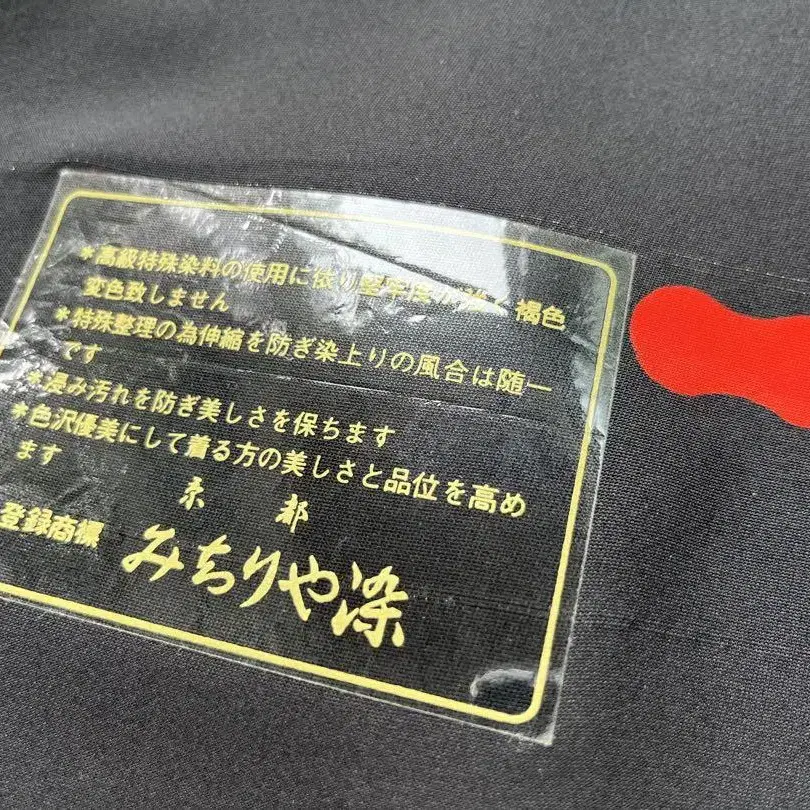 *高級特殊染料の使用に依り堅牢度が強く褐色
変色致しません
*特殊整理の為伸縮を防ぎ染上りの風合は随一
です
*浸み汚れを防ぎ美しさを保ちます
*色沢優美にして着る方の美しさと品位を高め
ます
京都
登録商標 みちりや染